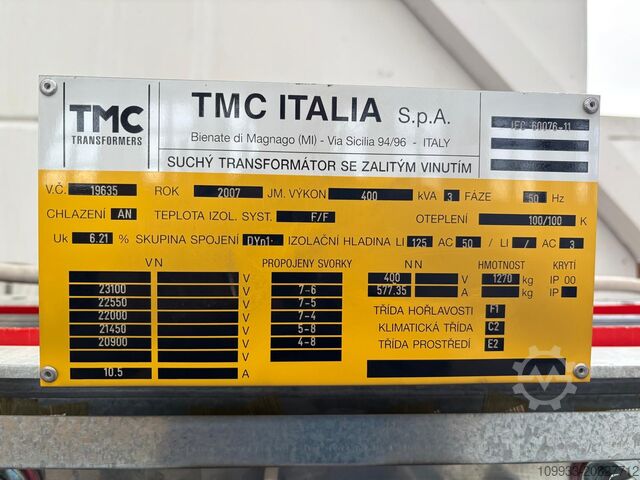 TMC
TRANSFORMERS
TMC ITALIA S.p.A.
Bienate di Magnago (MI) - Via Sicilia 94/96 - ITALY
SUCHÝ TRANSFORMÁTOR SE ZALITÝM VINUTÍM
IEC 60076-11
V.Č. 19635 ROK 2007 JM. VÝKON 400 kVA 3 FÁZE 50 Hz
CHLAZENÍ AN TEPLOTA IZOL. SYST. F/F OTEPLENÍ 100/100 K
Uk 6.21 % SKUPINA SPOJENÍ DYn1 IZOLAČNÍ HLADINA LI 125 AC 50 / LI / AC 3
VN PROPOJENY SVORKY NN HMOTNOST KRYTÍ
V 400 V 1270 kg IP 00
23100 V 7-6 577.35 A kg IP
22550 V 7-5
22000 V 7-4 TŘÍDA HOŘLAVOSTI F1
21450 V 5-8 KLIMATICKÁ TŘÍDA C2
20900 V 4-8 TŘÍDA PROSTŘEDÍ E2
V
10.5 A
10993-20827712